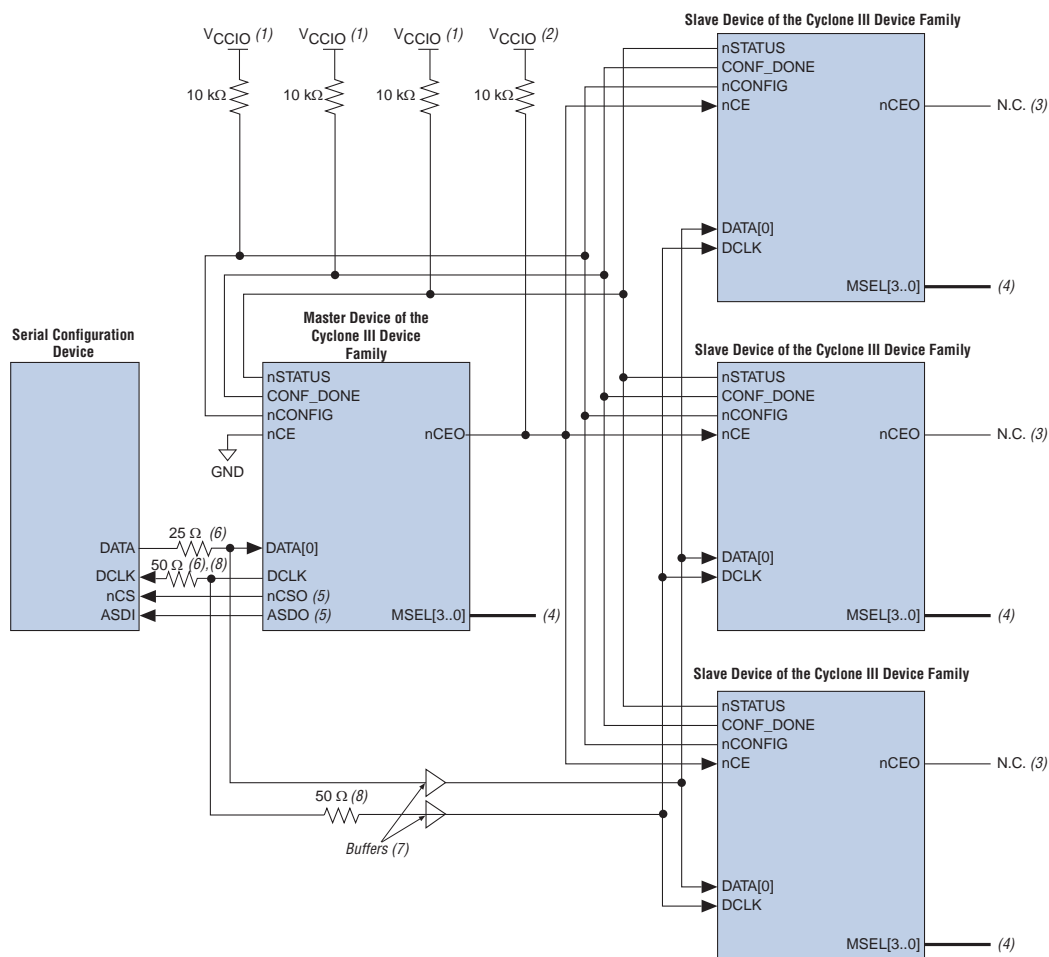 Slave Device of the Cyclone III Device Family
VCCIO (1) VCCIO (1) VCCIO (1) VCCIO (2)
10 kΩ 10 kΩ 10 kΩ 10 kΩ
nSTATUS
CONF_DONE
nCONFIG
nCE nCEO N.C. (3)
DATA[0]
DCLK
MSEL[3..0] (4)
Serial Configuration
Device
DATA
DCLK
nCS
ASDI
25 Ω (6)
50 Ω (6),(8)
Master Device of the
Cyclone III Device
Family
nSTATUS
CONF_DONE
nCONFIG
nCE nCEO
GND
DATA[0]
DCLK
nCSO (5)
ASDO (5) MSEL[3..0] (4)
Slave Device of the Cyclone III Device Family
nSTATUS
CONF_DONE
nCONFIG
nCE nCEO N.C. (3)
DATA[0]
DCLK
MSEL[3..0] (4)
50 Ω (8)
Buffers (7)
Slave Device of the Cyclone III Device Family
nSTATUS
CONF_DONE
nCONFIG
nCE nCEO N.C. (3)
DATA[0]
DCLK
MSEL[3..0] (4)